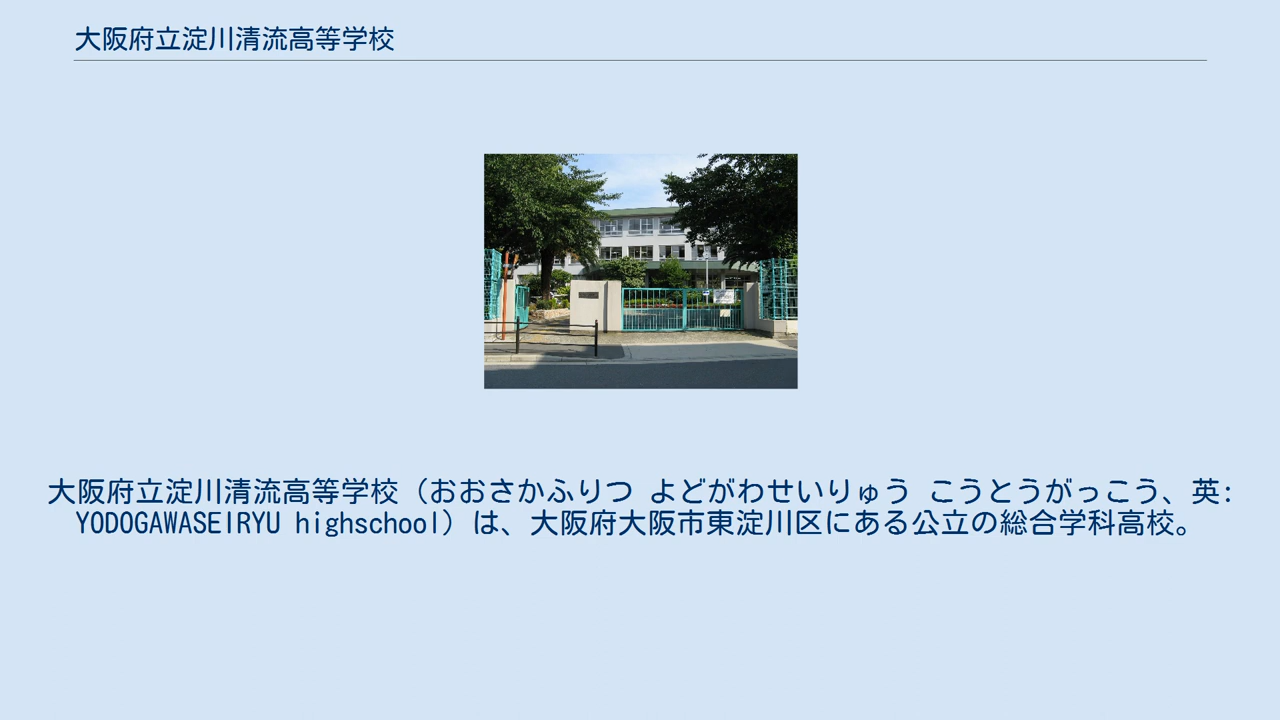 大阪府立淀川清流高等学校
大阪府立淀川清流高等学校（おおさかふりつ よどがわせいりゅう こうとうがっこう、英:
YODOGAWASEIRYU highschool）は、大阪府大阪市東淀川区にある公立の総合学科高校。